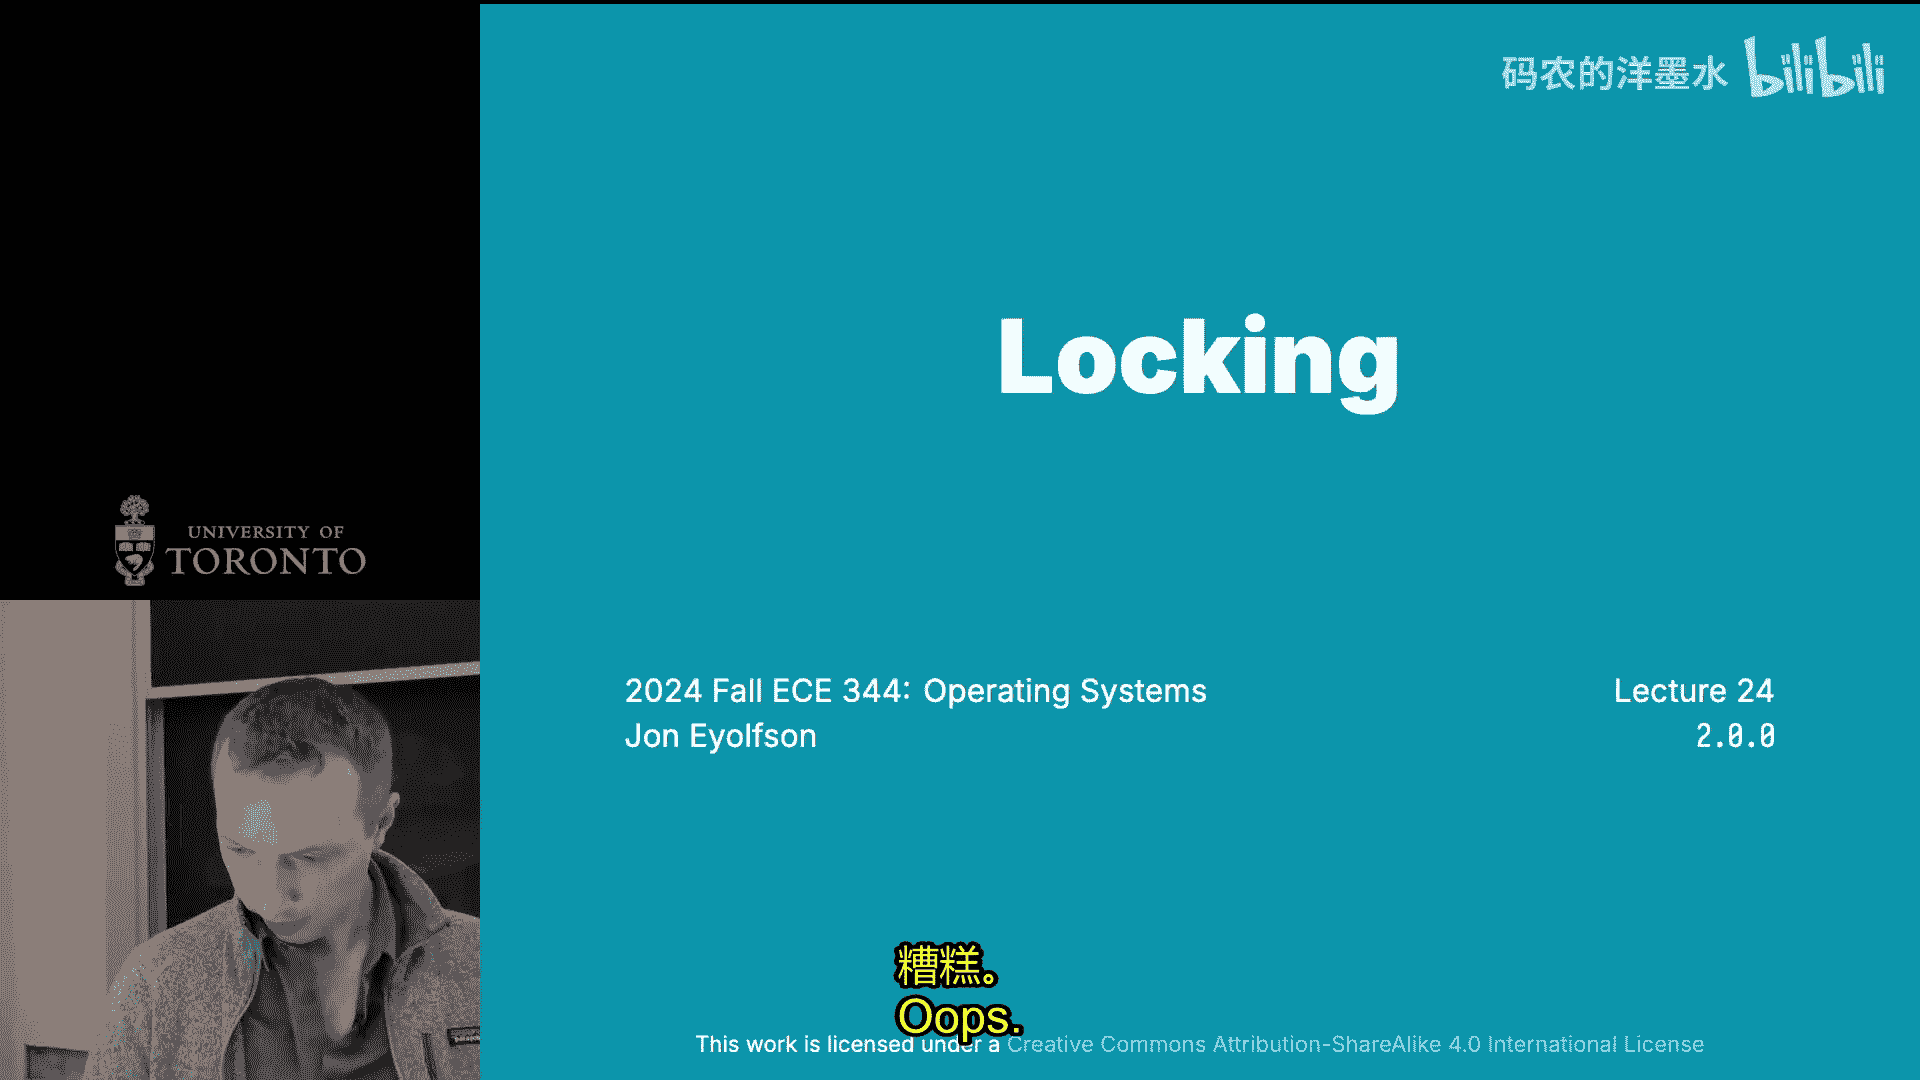 码农的洋墨水 bilibili
UNIVERSITY OF
TORONTO
Locking
2024 Fall ECE 344: Operating Systems
Jon Eyolfson
Lecture 24
2.0.0
糟糕。
Oops.
This work is licensed under a Creative Commons Attribution-ShareAlike 4.0 International License